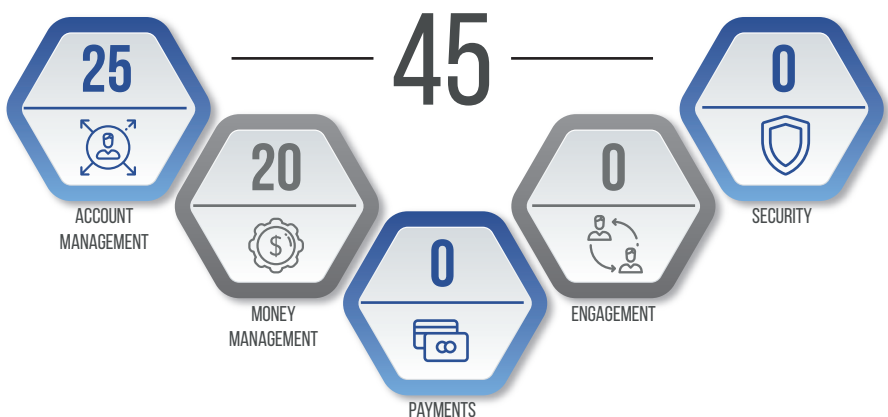 45
25
ACCOUNT
MANAGEMENT
20
$
MONEY
MANAGEMENT
0
PAYMENTS
0
ENGAGEMENT
0
SECURITY